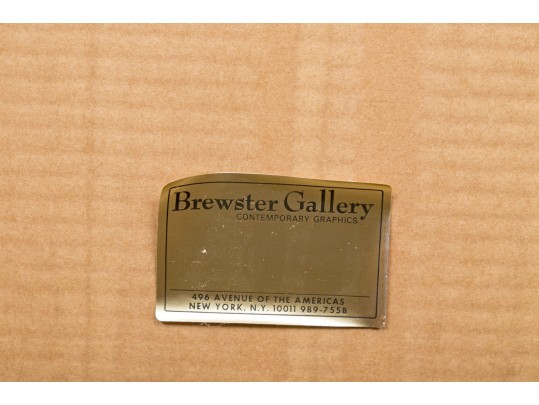 Brewster Gallery
CONTEMPORARY GRAPHICS
496 AVENUE OF THE AMERICAS
NEW YORK, N.Y. 10011 989-7558